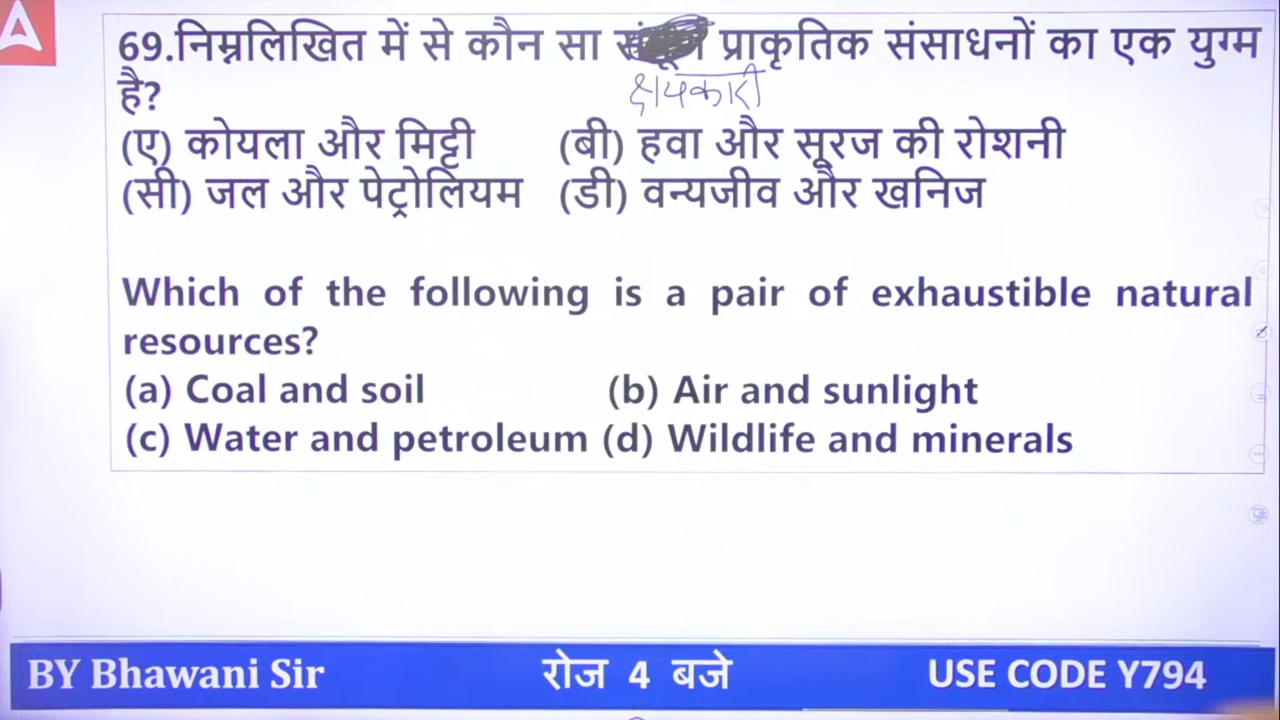 69.निम्नलिखित में से कौन सा प्राकृतिक संसाधनों का एक युग्म
क्षयकारी
है?
(ए) कोयला और मिट्टी (बी) हवा और सूरज की रोशनी
(सी) जल और पेट्रोलियम (डी) वन्यजीव और खनिज
Which of the following is a pair of exhaustible natural
resources?
(a) Coal and soil (b) Air and sunlight
(c) Water and petroleum (d) Wildlife and minerals
BY Bhawani Sir रोज 4 बजे USE CODE Y794